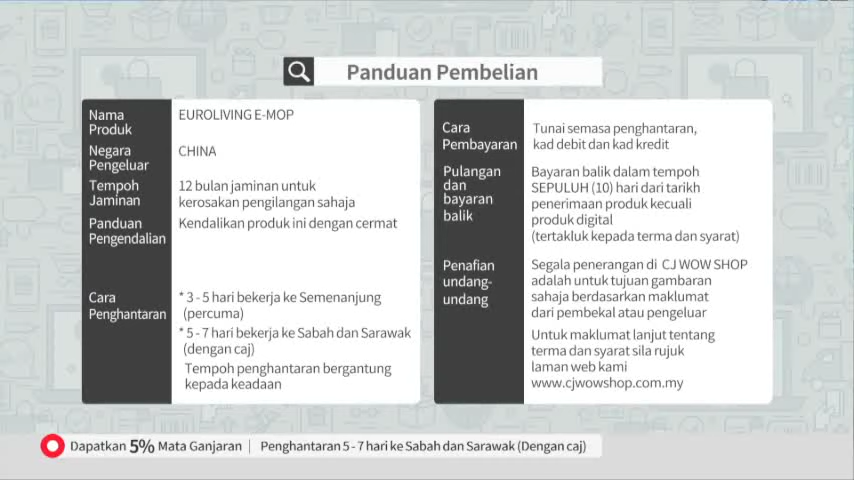 Panduan Pembelian
Nama
Produk
EUROLIVING E-MOP
Negara
Pengeluar
CHINA
Tempoh
Jaminan
12 bulan jaminan untuk
kerosakan pengilangan sahaja
Panduan
Pengendalian
Kendalikan produk ini dengan cermat
Cara
Penghantaran
* 3 - 5 hari bekerja ke Semenanjung
(percuma)
* 5 - 7 hari bekerja ke Sabah dan Sarawak
(dengan caj)
Tempoh penghantaran bergantung
kepada keadaan
Cara
Pembayaran
Tunai semasa penghantaran,
kad debit dan kad kredit
Pulangan
dan
bayaran
balik
Bayaran balik dalam tempoh
SEPULUH (10) hari dari tarikh
penerimaan produk kecuali
produk digital
(tertakluk kepada terma dan syarat)
Penafian
undang-
undang
Segala penerangan di CJ WOW SHOP
adalah untuk tujuan gambaran
sahaja berdasarkan maklumat
dari pembekal atau pengeluar
Untuk maklumat lanjut tentang
terma dan syarat sila rujuk
laman web kami
www.cjwowshop.com.my
Dapatkan 5% Mata Ganjaran | Penghantaran 5 - 7 hari ke Sabah dan Sarawak (Dengan caj)